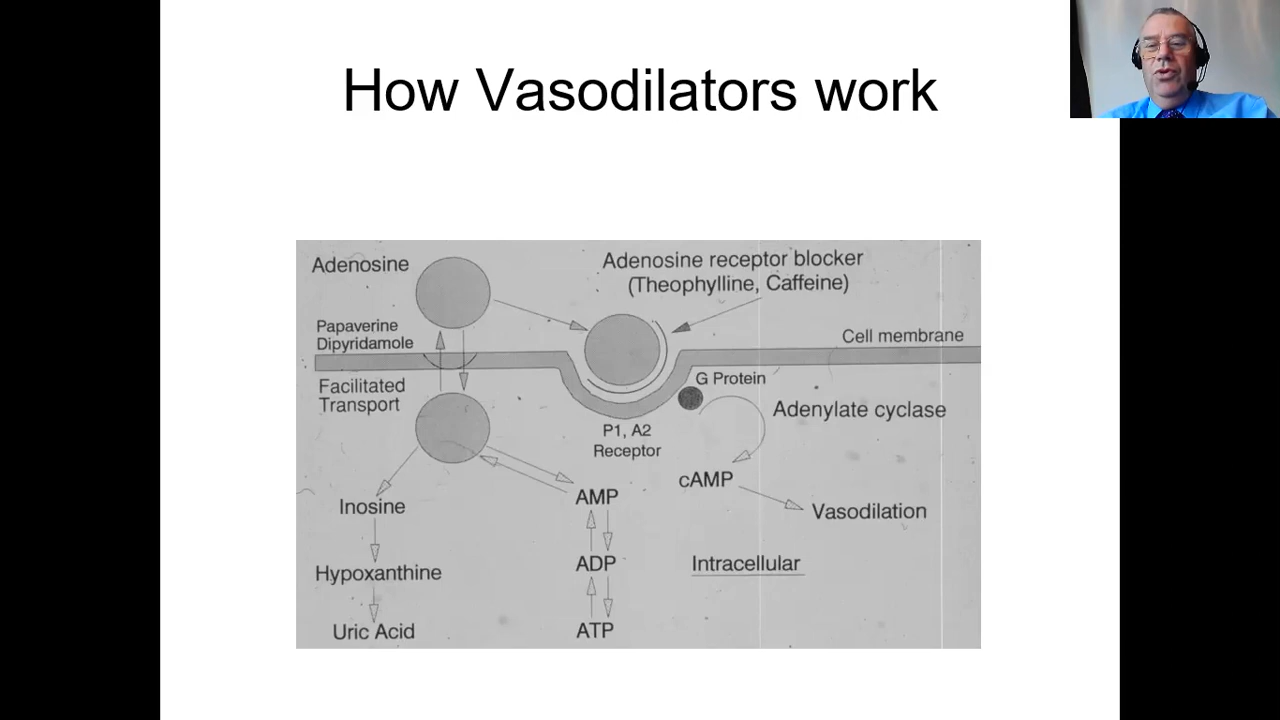 How Vasodilators work
Adenosine
Adenosine receptor blocker
(Theophylline, Caffeine)
Papaverine
Dipyridamole
Cell membrane
Facilitated
Transport
G Protein
Adenylate cyclase
P1, A2
Receptor
cAMP
AMP
Inosine
Vasodilation
ADP
Intracellular
Hypoxanthine
Uric Acid
ATP